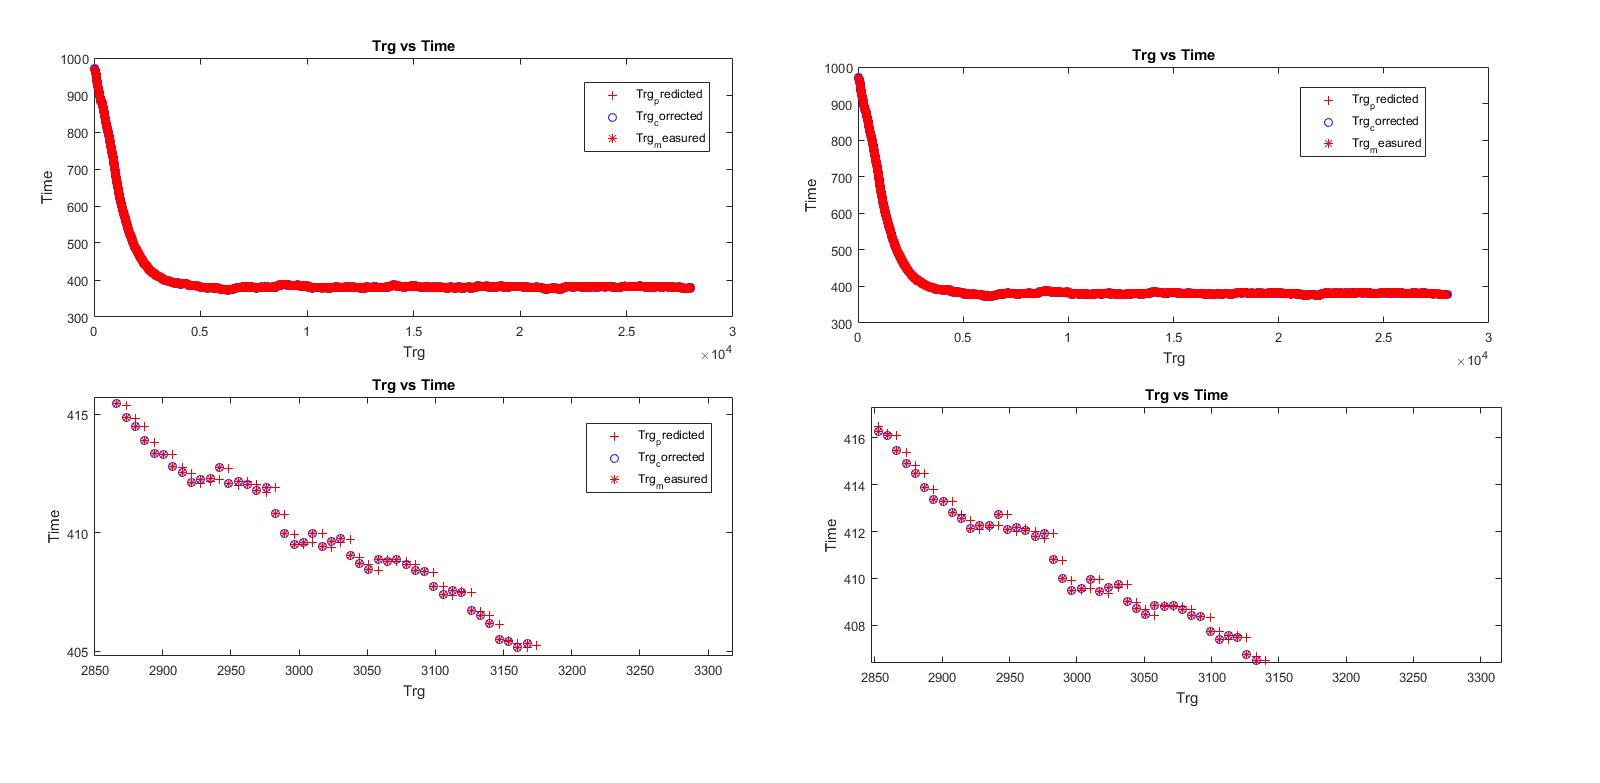 Trg vs Time
1000
900
800
700
600
500
400
300
Time
Trg_predicted
Trg_corrected
Trg_measured
0 0.5 1 1.5 2 2.5 3
×10^4
Trg
Trg vs Time
1000
900
800
700
600
500
400
300
Time
Trg_predicted
Trg_corrected
Trg_measured
0 0.5 1 1.5 2 2.5 3
×10^4
Trg
Trg vs Time
415
410
405
Time
Trg_predicted
Trg_corrected
Trg_measured
2850 2900 2950 3000 3050 3100 3150 3200 3250 3300
Trg
Trg vs Time
416
414
412
410
408
Time
2850 2900 2950 3000 3050 3100 3150 3200 3250 3300
Trg